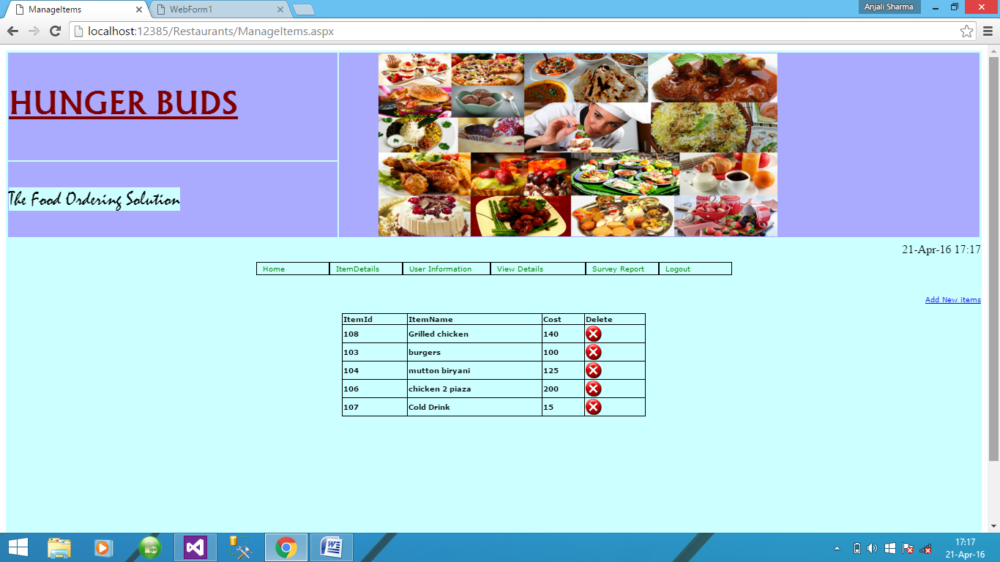 ManageItems
WebForm1
Anjali Sharma
localhost:12385/Restaurants/ManageItems.aspx
HUNGER BUDS
The Food Ordering Solution
21-Apr-16 17:17
Home ItemDetails User Information View Details Survey Report Logout
Add New items
ItemId ItemName Cost Delete
108 Grilled chicken 140
103 burgers 100
104 mutton biryani 125
106 chicken 2 piaza 200
107 Cold Drink 15
17:17
21-Apr-16